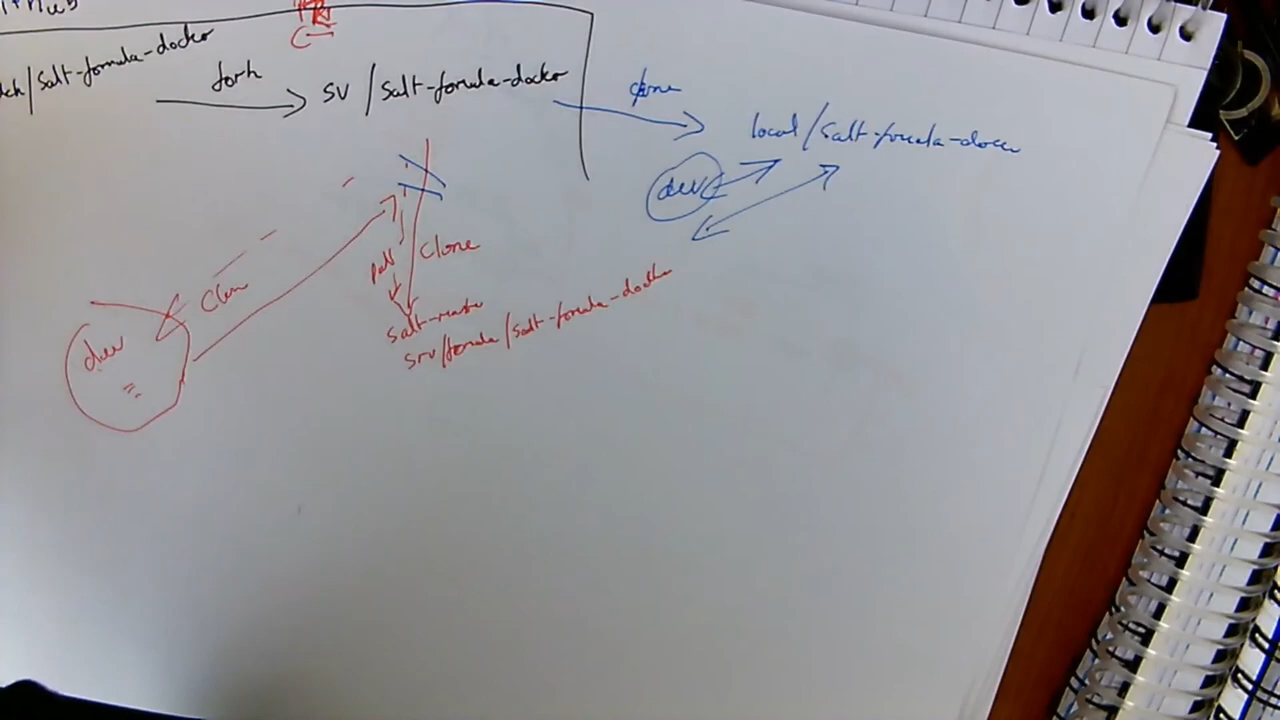 /salt-formula-docker
fork
SV /salt-formula-docker
clone
local/salt-formula-docker
dev
pull
clone
clone
dev
salt-master
srv/formula/salt-formula-docker